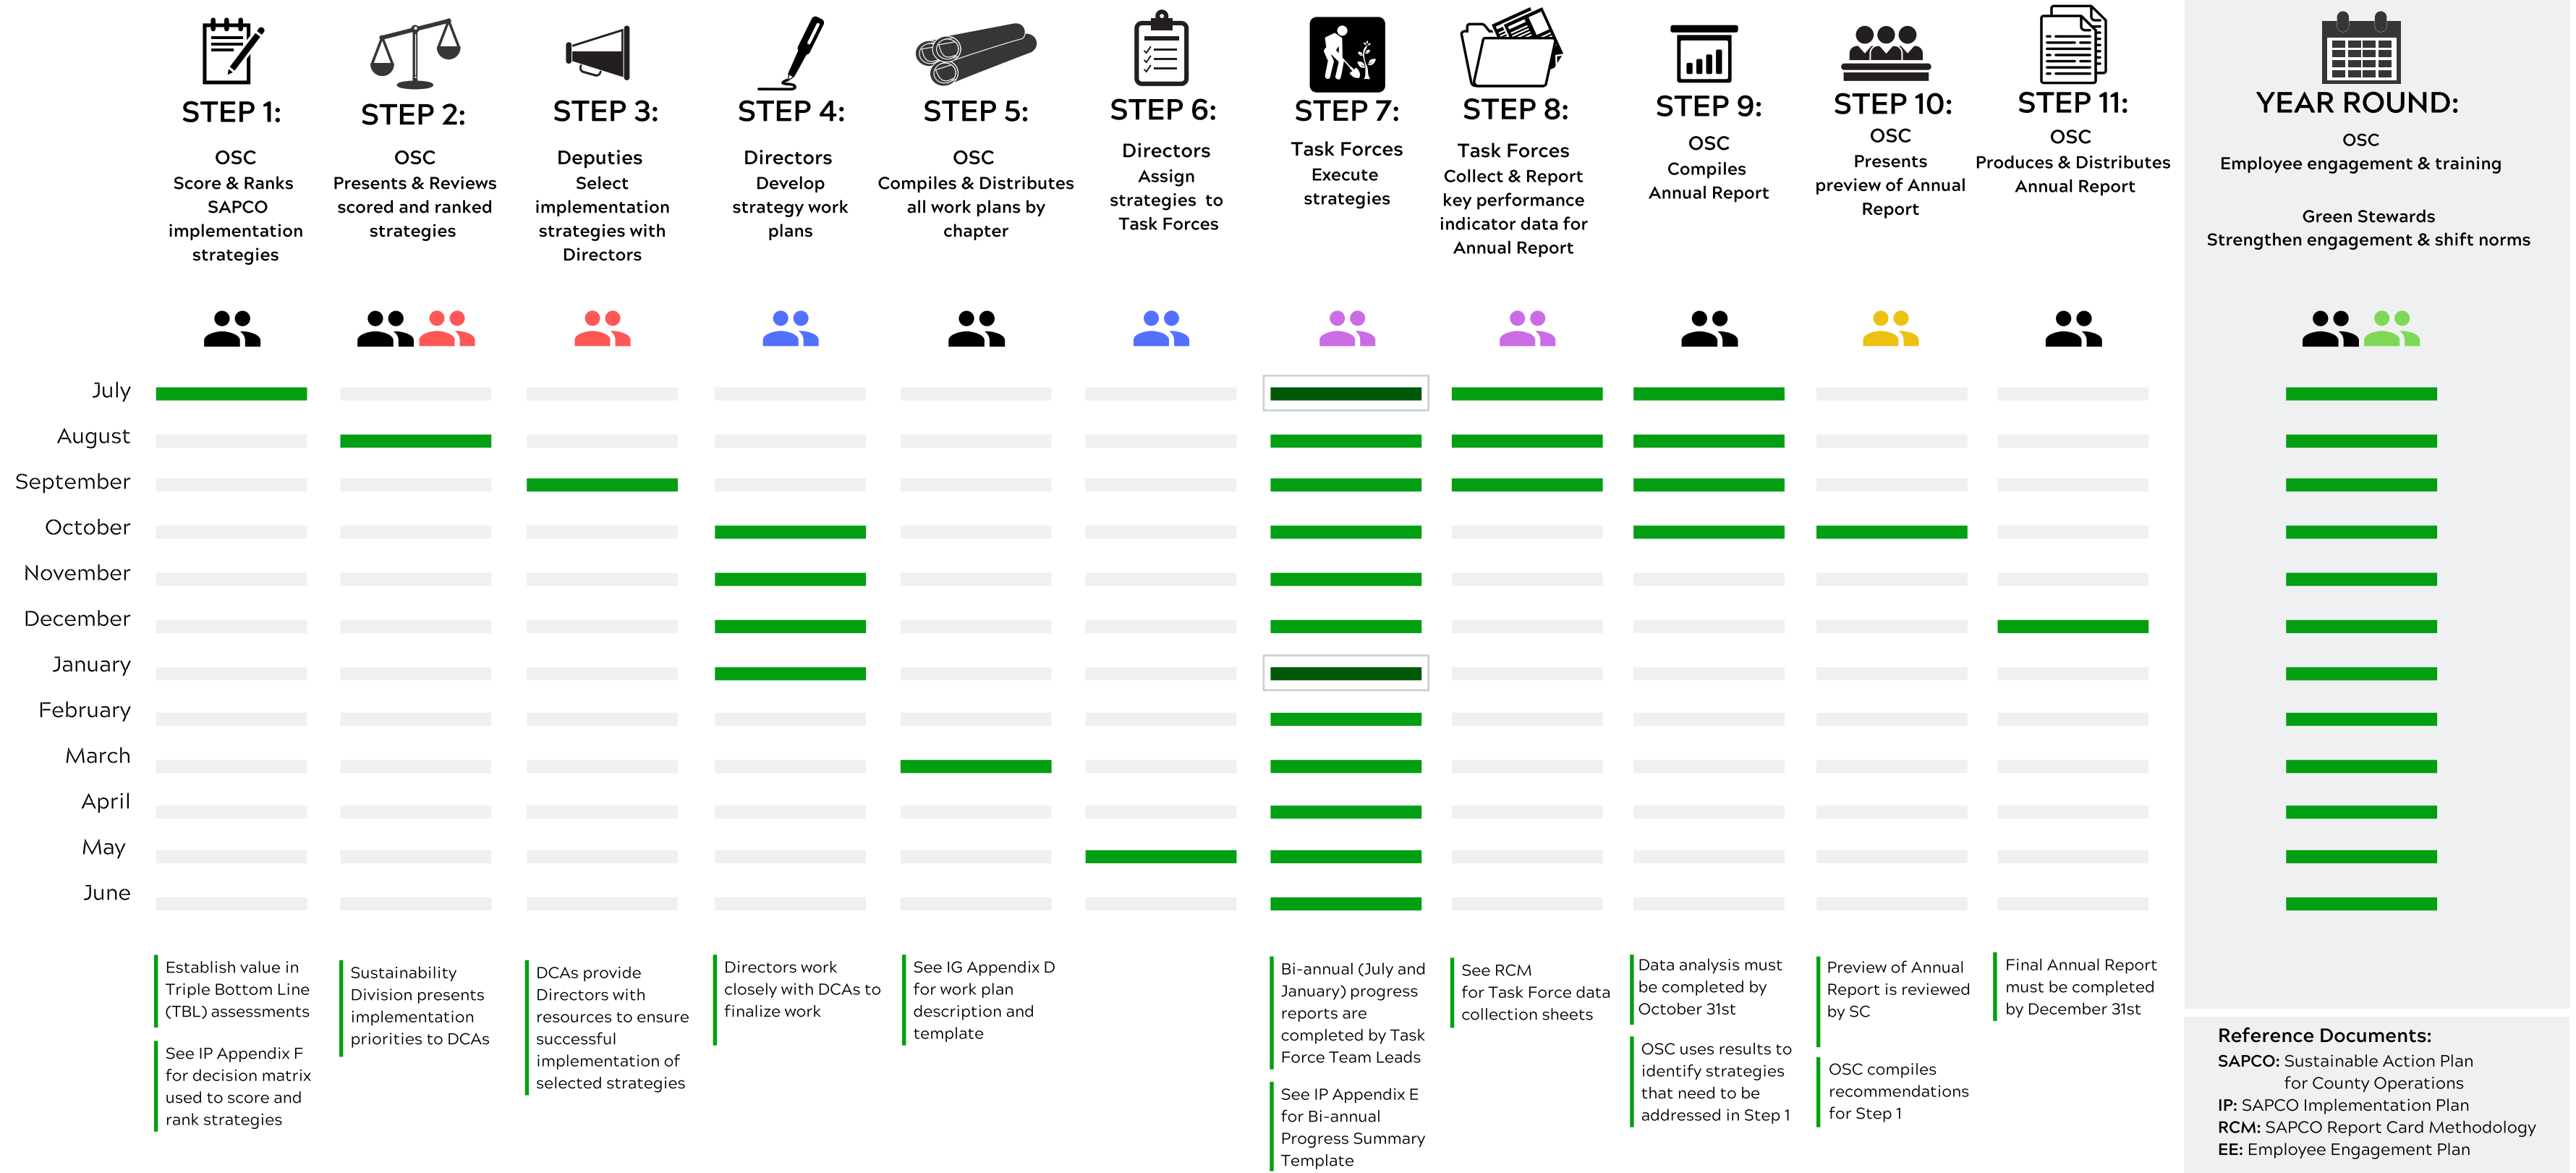 STEP 1:
OSC
Score & Ranks
SAPCO
implementation
strategies
STEP 2:
OSC
Presents & Reviews
scored and ranked
strategies
STEP 3:
Deputies
Select
implementation
strategies with
Directors
STEP 4:
Directors
Develop
strategy work
plans
STEP 5:
OSC
Compiles & Distributes
all work plans by
chapter
STEP 6:
Directors
Assign
strategies to
Task Forces
STEP 7:
Task Forces
Execute
strategies
STEP 8:
Task Forces
Collect & Report
key performance
indicator data for
Annual Report
STEP 9:
OSC
Compiles
Annual Report
STEP 10:
OSC
Presents
preview of Annual
Report
STEP 11:
OSC
Produces & Distributes
Annual Report
YEAR ROUND:
OSC
Employee engagement & training
Green Stewards
Strengthen engagement & shift norms
July
August
September
October
November
December
January
February
March
April
May
June
Establish value in
Triple Bottom Line
(TBL) assessments
See IP Appendix F
for decision matrix
used to score and
rank strategies
Sustainability
Division presents
implementation
priorities to DCAs
DCAs provide
Directors with
resources to ensure
successful
implementation of
selected strategies
Directors work
closely with DCAs to
finalize work
See IG Appendix D
for work plan
description and
template
Bi-annual (July and
January) progress
reports are
completed by Task
Force Team Leads
See IP Appendix E
for Bi-annual
Progress Summary
Template
See RCM
for Task Force data
collection sheets
Data analysis must
be completed by
October 31st
OSC uses results to
identify strategies
that need to be
addressed in Step 1
Preview of Annual
Report is reviewed
by SC
OSC compiles
recommendations
for Step 1
Final Annual Report
must be completed
by December 31st
Reference Documents:
SAPCO: Sustainable Action Plan
for County Operations
IP: SAPCO Implementation Plan
RCM: SAPCO Report Card Methodology
EE: Employee Engagement Plan